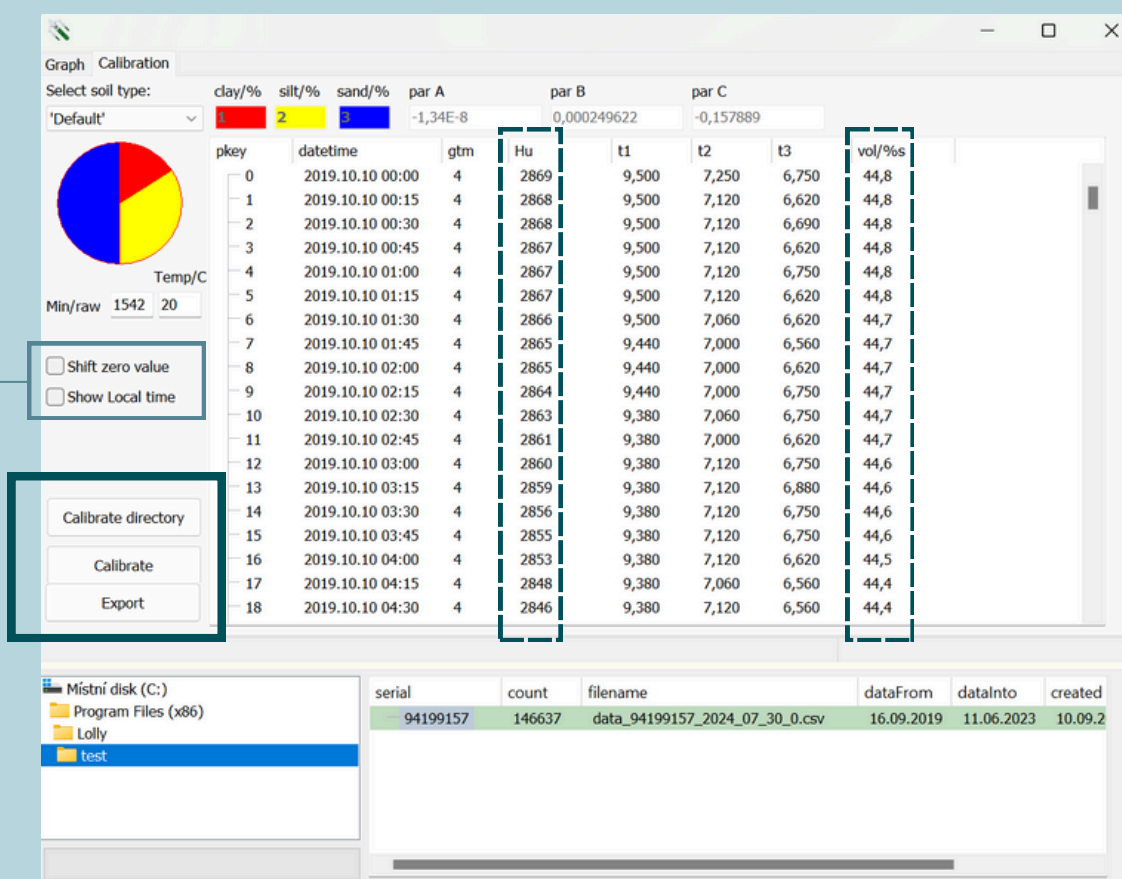 Graph Calibration
Select soil type: clay/% silt/% sand/% par A par B par C
'Default' 1 2 3 -1,34E-8 0,000249622 -0,157889
pkey datetime gtm Hu t1 t2 t3 vol/%s
0 2019.10.10 00:00 4 2869 9,500 7,250 6,750 44,8
1 2019.10.10 00:15 4 2868 9,500 7,120 6,620 44,8
2 2019.10.10 00:30 4 2868 9,500 7,120 6,690 44,8
3 2019.10.10 00:45 4 2867 9,500 7,120 6,620 44,8
4 2019.10.10 01:00 4 2867 9,500 7,120 6,750 44,8
5 2019.10.10 01:15 4 2867 9,500 7,120 6,620 44,8
6 2019.10.10 01:30 4 2866 9,500 7,060 6,620 44,7
7 2019.10.10 01:45 4 2865 9,440 7,000 6,560 44,7
8 2019.10.10 02:00 4 2865 9,440 7,000 6,620 44,7
9 2019.10.10 02:15 4 2864 9,440 7,000 6,750 44,7
10 2019.10.10 02:30 4 2863 9,380 7,060 6,750 44,7
11 2019.10.10 02:45 4 2861 9,380 7,000 6,620 44,7
12 2019.10.10 03:00 4 2860 9,380 7,120 6,750 44,6
13 2019.10.10 03:15 4 2859 9,380 7,120 6,880 44,6
14 2019.10.10 03:30 4 2856 9,380 7,120 6,750 44,6
15 2019.10.10 03:45 4 2855 9,380 7,120 6,750 44,6
16 2019.10.10 04:00 4 2853 9,380 7,120 6,620 44,5
17 2019.10.10 04:15 4 2848 9,380 7,060 6,560 44,4
18 2019.10.10 04:30 4 2846 9,380 7,120 6,560 44,4
Temp/C
Min/raw 1542 20
Shift zero value
Show Local time
Calibrate directory
Calibrate
Export
Místní disk (C:)
Program Files (x86)
Lolly
test
serial count filename dataFrom dataInto created
94199157 146637 data_94199157_2024_07_30_0.csv 16.09.2019 11.06.2023 10.09.2